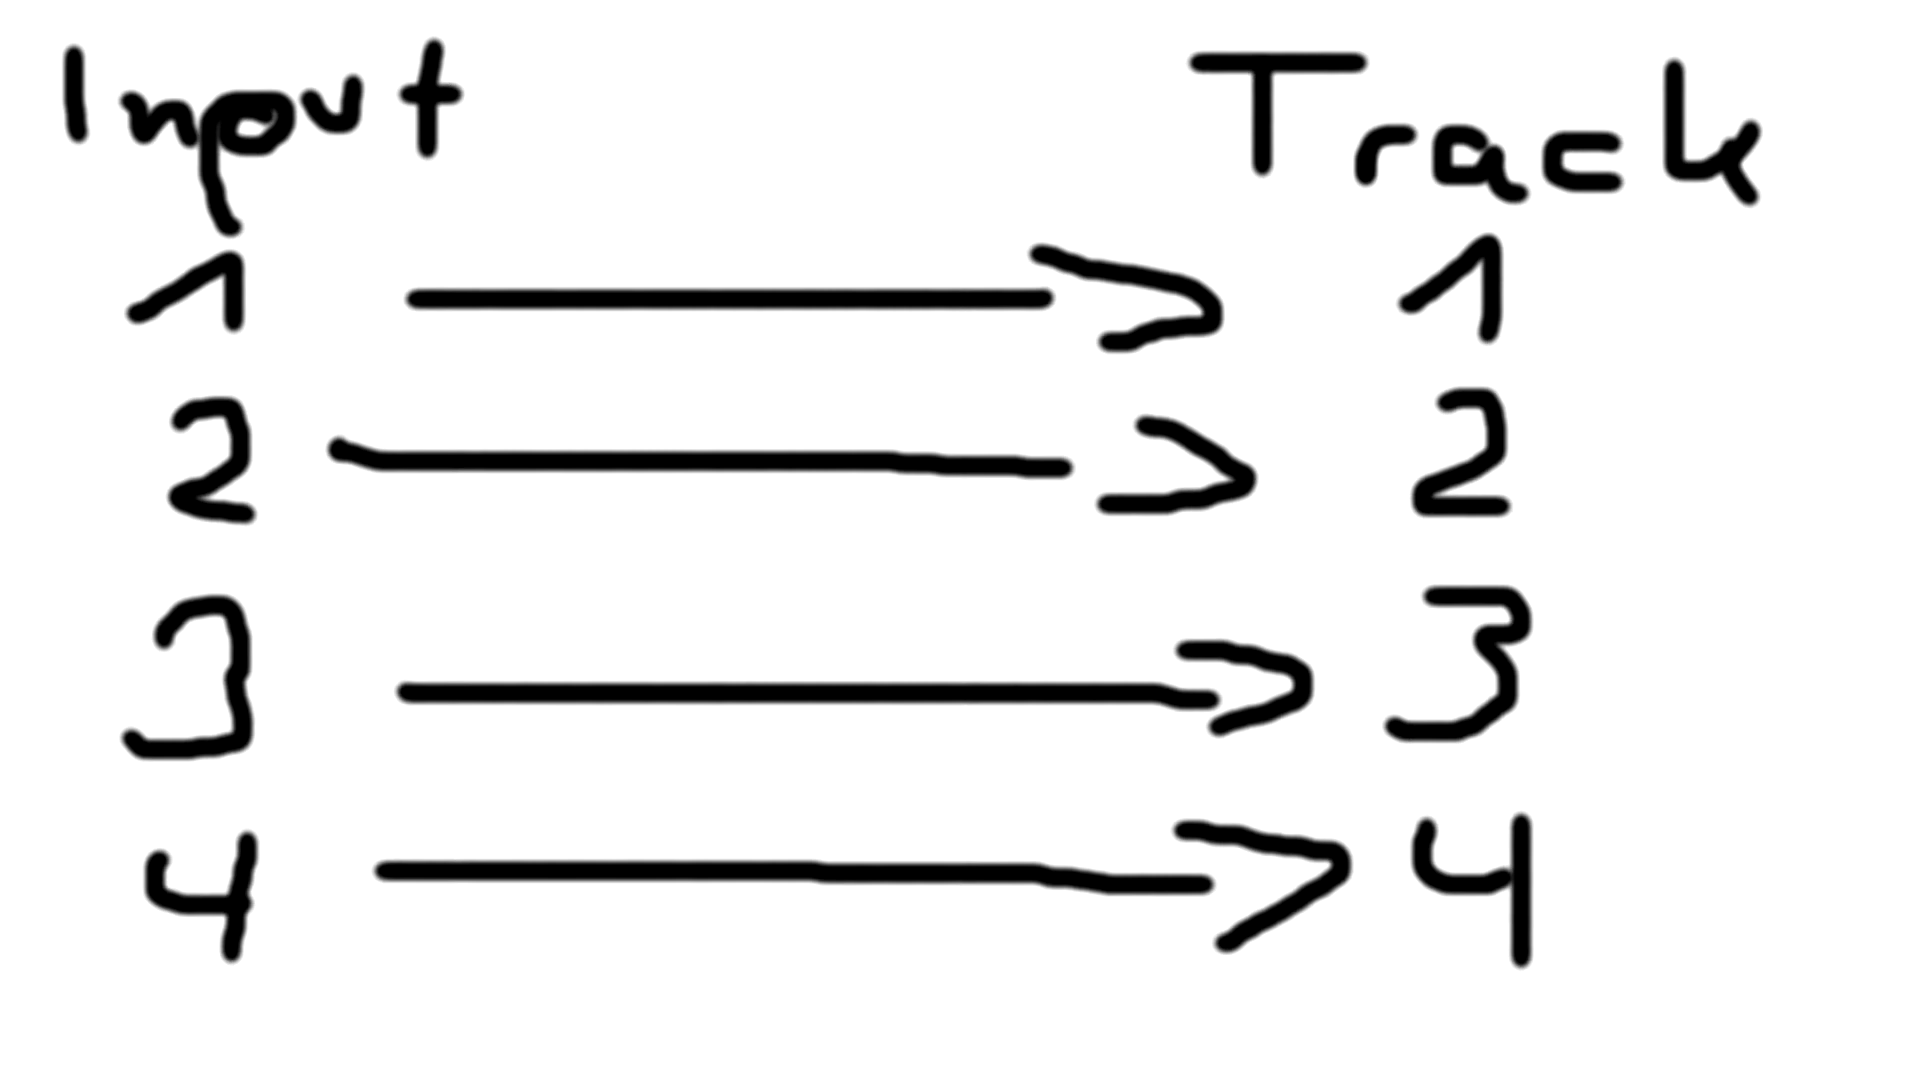 Input Track
1 → 1
2 → 2
3 → 3
4 → 4